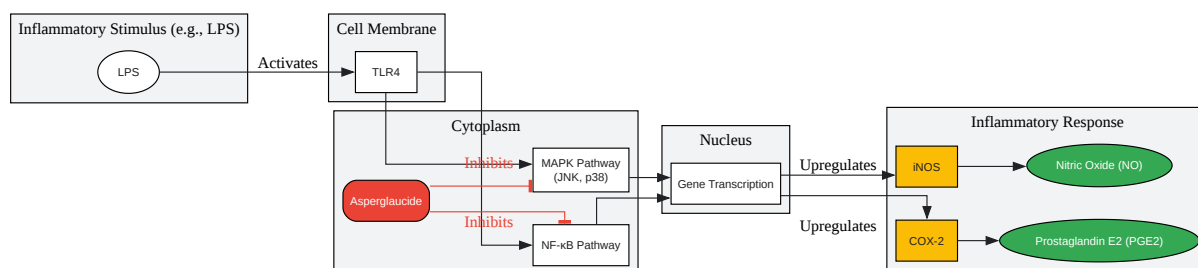 Inflammatory Stimulus (e.g., LPS)
LPS
Activates
Cell Membrane
TLR4
Cytoplasm
Inhibits
MAPK Pathway
(JNK, p38)
Asperglaucide
Inhibits
NF-κB Pathway
Nucleus
Gene Transcription
Upregulates
Upregulates
Inflammatory Response
iNOS
Nitric Oxide (NO)
COX-2
Prostaglandin E2 (PGE2)